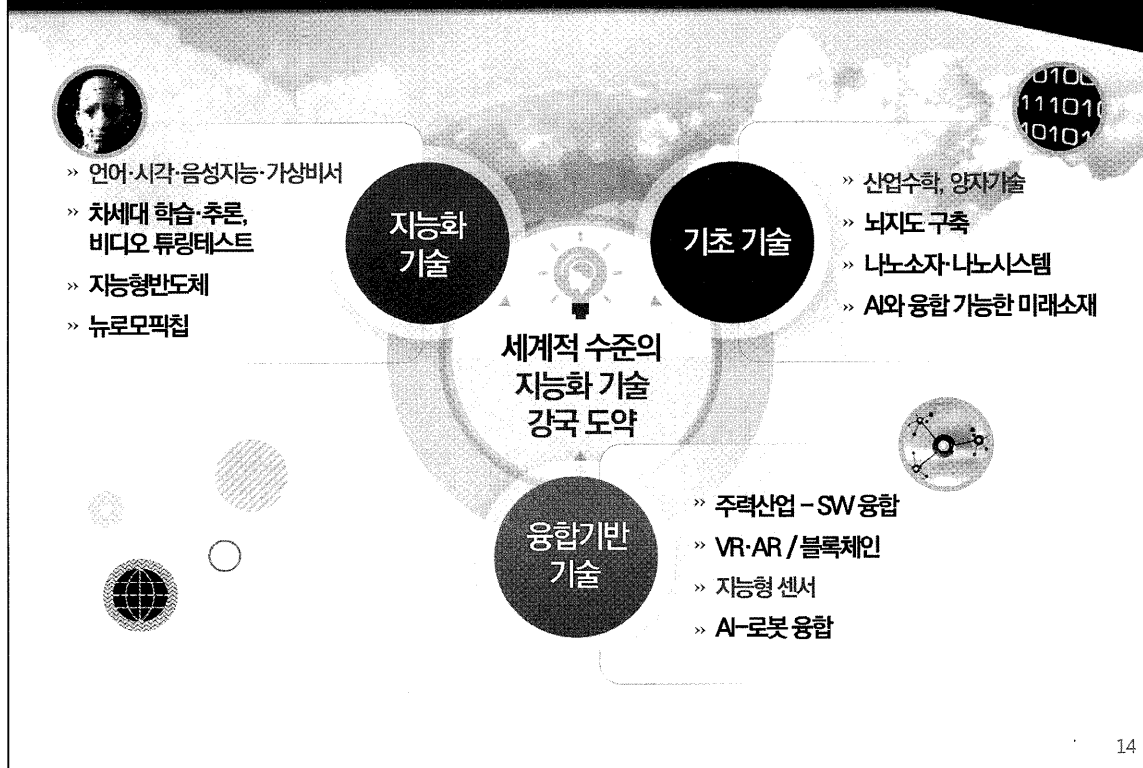 » 언어·시각·음성지능·가상비서
» 차세대 학습·추론,
비디오 튜링테스트
» 지능형반도체
» 뉴로모픽칩
지능화
기술
기초 기술
0100
111010
10101
» 산업수학, 양자기술
» 뇌지도 구축
» 나노소자·나노시스템
» AI와 융합 가능한 미래소재
세계적 수준의
지능화 기술
강국 도약
융합기반
기술
» 주력산업 – SW 융합
» VR·AR / 블록체인
» 지능형 센서
» AI-로봇 융합
14